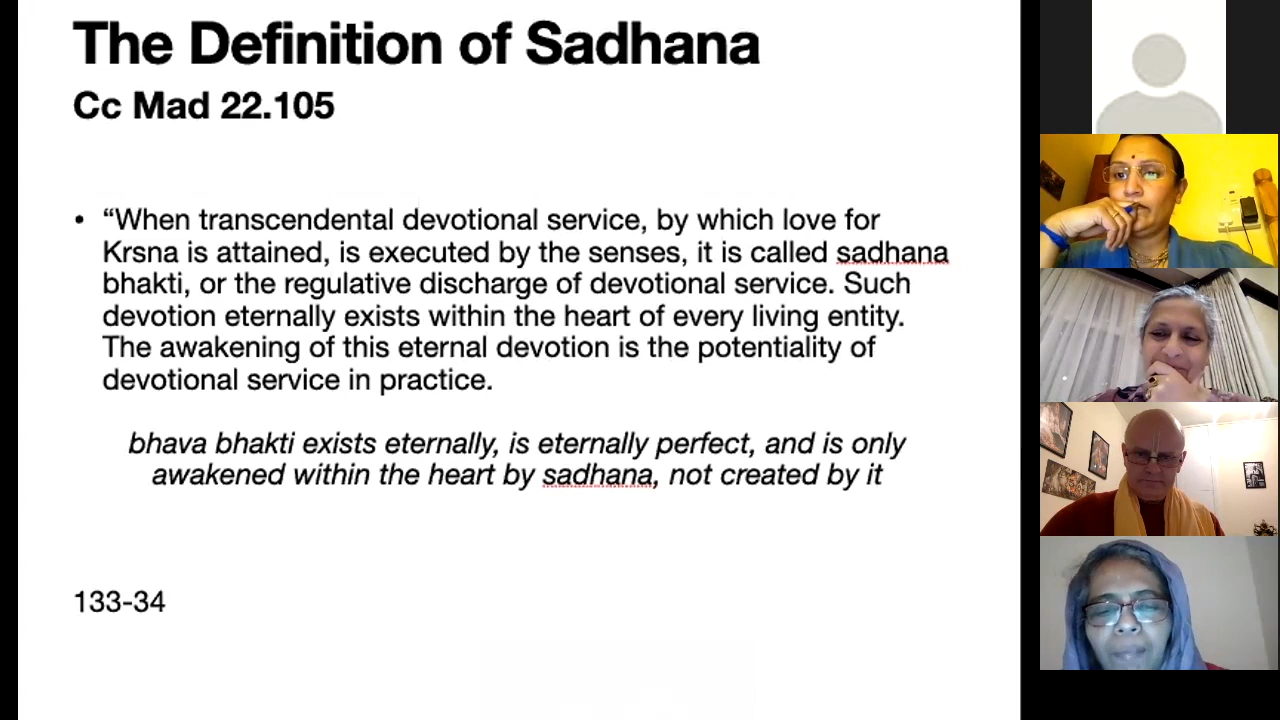 The Definition of Sadhana
Cc Mad 22.105
• “When transcendental devotional service, by which love for
Krsna is attained, is executed by the senses, it is called sadhana
bhakti, or the regulative discharge of devotional service. Such
devotion eternally exists within the heart of every living entity.
The awakening of this eternal devotion is the potentiality of
devotional service in practice.
bhava bhakti exists eternally, is eternally perfect, and is only
awakened within the heart by sadhana, not created by it
133-34